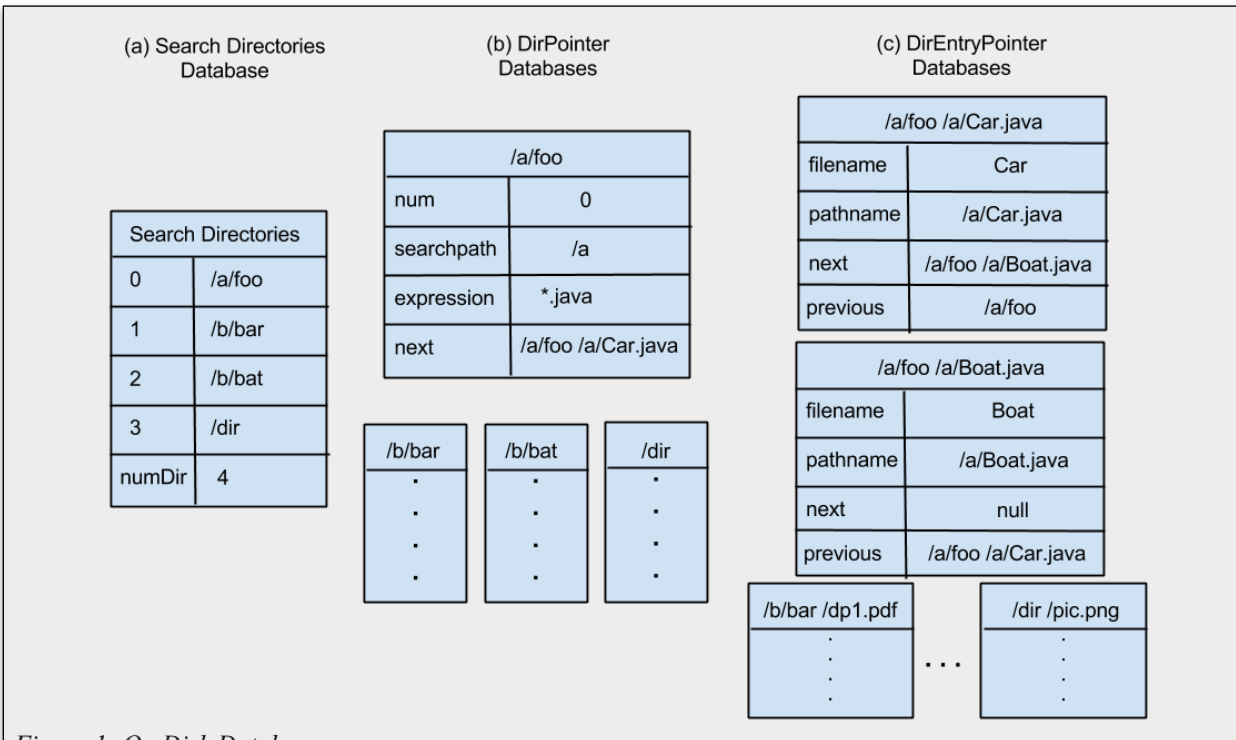 (a) Search Directories
Database
(b) DirPointer
Databases
(c) DirEntryPointer
Databases
Search Directories
0 /a/foo
1 /b/bar
2 /b/bat
3 /dir
numDir 4
/a/foo
num 0
searchpath /a
expression *.java
next /a/foo /a/Car.java
/b/bar
/b/bat
/dir
/a/foo /a/Car.java
filename Car
pathname /a/Car.java
next /a/foo /a/Boat.java
previous /a/foo
/a/foo /a/Boat.java
filename Boat
pathname /a/Boat.java
next null
previous /a/foo /a/Car.java
/b/bar /dp1.pdf
. . .
/dir /pic.png